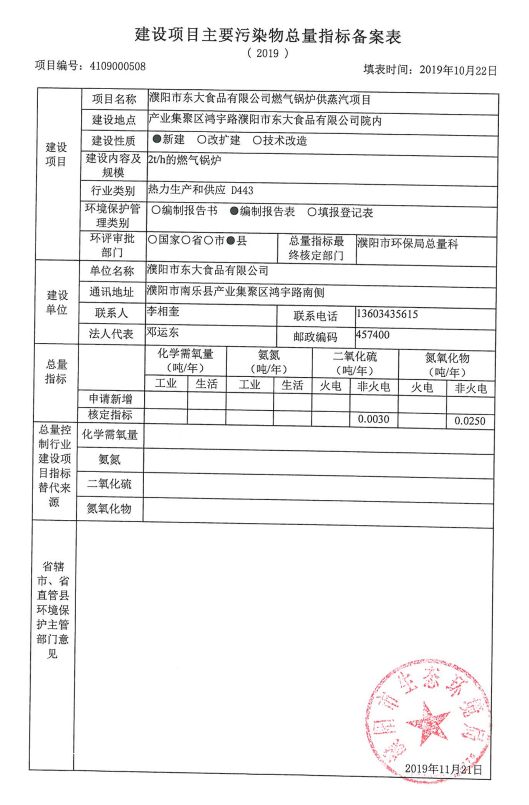 建设项目主要污染物总量指标备案表
（ 2019 ）
项目编号：4109000508
填表时间：2019年10月22日
建设项目
项目名称 濮阳市东大食品有限公司燃气锅炉供蒸汽项目
建设地点 产业集聚区鸿宇路濮阳市东大食品有限公司院内
建设性质 ●新建 ○改扩建 ○技术改造
建设内容及规模 2t/h的燃气锅炉
行业类别 热力生产和供应 D443
环境保护管理类别 ○编制报告书 ●编制报告表 ○填报登记表
环评审批部门 ○国家○省○市●县 总量指标最终核定部门 濮阳市环保局总量科
建设单位
单位名称 濮阳市东大食品有限公司
通讯地址 濮阳市南乐县产业集聚区鸿宇路南侧
联系人 李相奎 联系电话 13603435615
法人代表 邓运东 邮政编码 457400
总量指标
化学需氧量（吨/年） 氨氮（吨/年） 二氧化硫（吨/年） 氮氧化物（吨/年）
工业 生活 工业 生活 火电 非火电 火电 非火电
申请新增
核定指标 0.0030 0.0250
总量控制行业建设项目指标替代来源
化学需氧量
氨氮
二氧化硫
氮氧化物
省辖市、省直管县环境保护主管部门意见
濮阳市生态环境局
2019年11月21日